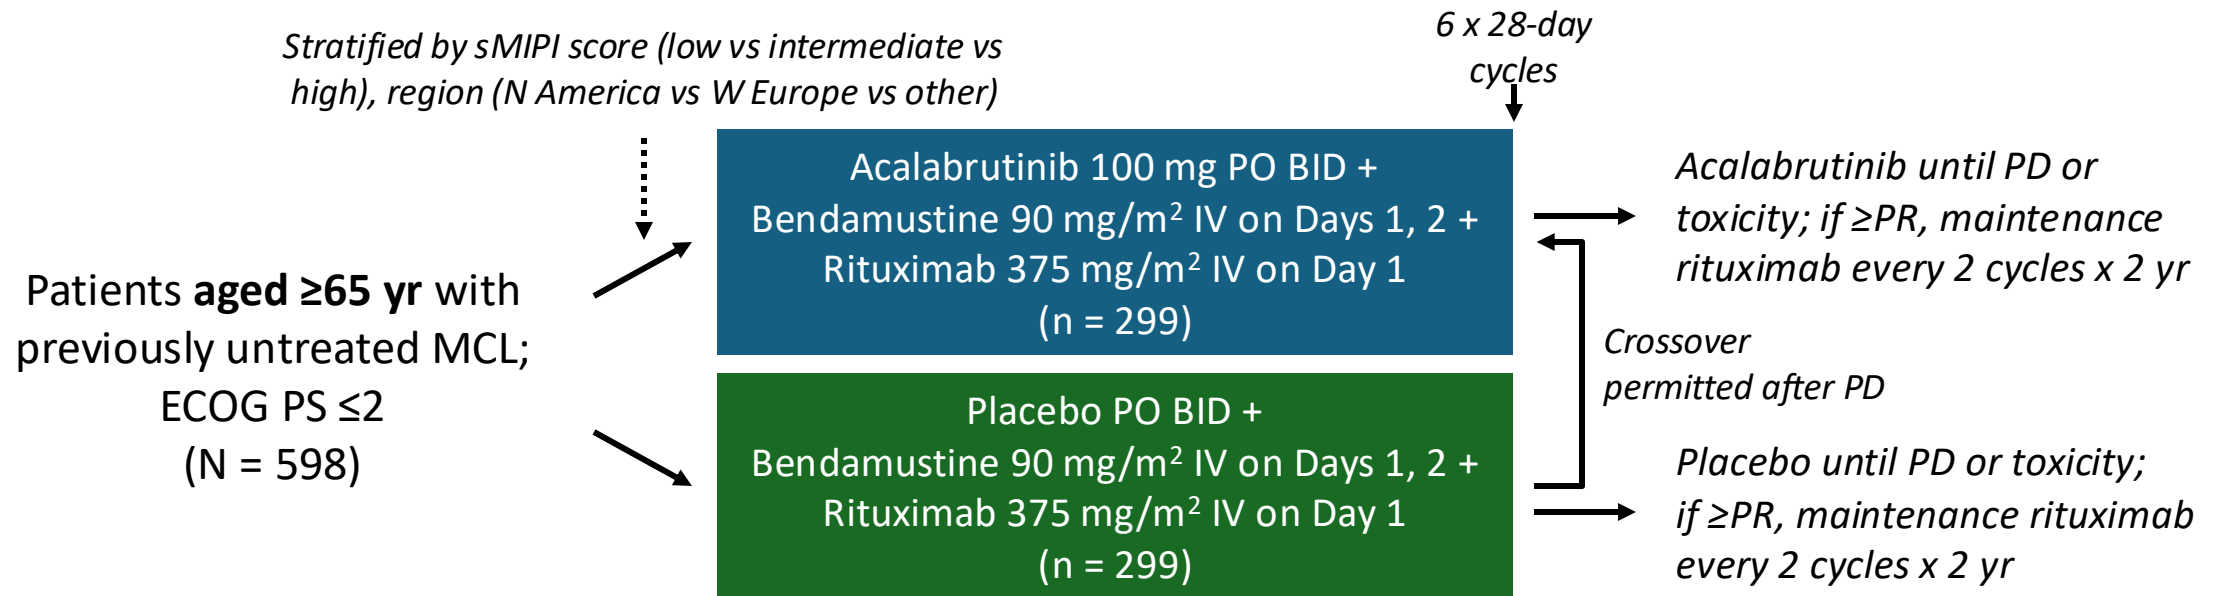 Stratified by sMIPI score (low vs intermediate vs
high), region (N America vs W Europe vs other)
6 x 28-day
cycles
Patients aged ≥65 yr with
previously untreated MCL;
ECOG PS ≤2
(N = 598)
Acalabrutinib 100 mg PO BID +
Bendamustine 90 mg/m² IV on Days 1, 2 +
Rituximab 375 mg/m² IV on Day 1
(n = 299)
Acalabrutinib until PD or
toxicity; if ≥PR, maintenance
rituximab every 2 cycles x 2 yr
Crossover
permitted after PD
Placebo PO BID +
Bendamustine 90 mg/m² IV on Days 1, 2 +
Rituximab 375 mg/m² IV on Day 1
(n = 299)
Placebo until PD or toxicity;
if ≥PR, maintenance rituximab
every 2 cycles x 2 yr